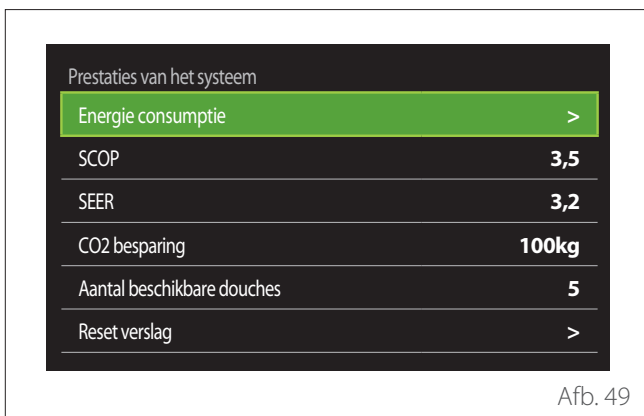 Prestaties van het systeem
Energie consumptie >
SCOP 3,5
SEER 3,2
CO2 besparing 100kg
Aantal beschikbare douches 5
Reset verslag >
Afb. 49